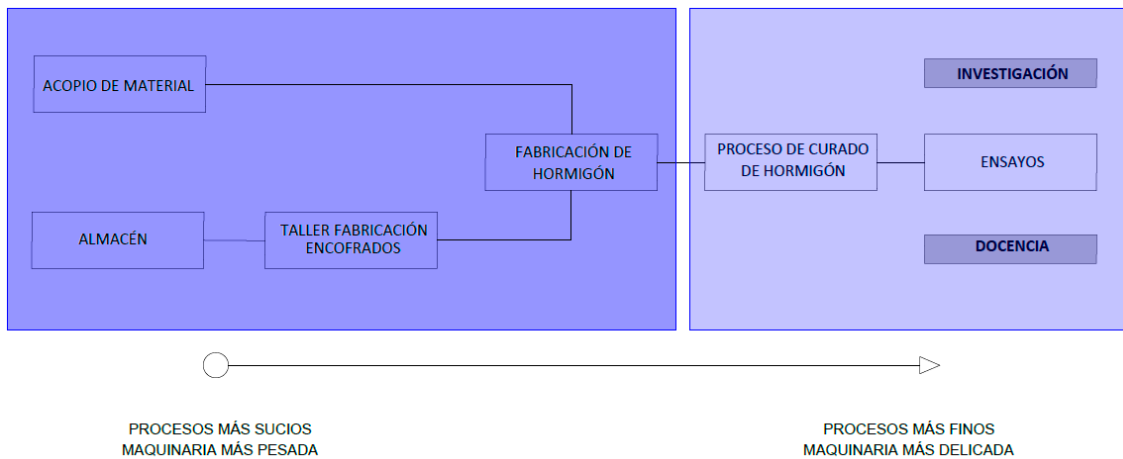 ACOPIO DE MATERIAL
ALMACÉN
TALLER FABRICACIÓN
ENCOFRADOS
FABRICACIÓN DE
HORMIGÓN
PROCESO DE CURADO
DE HORMIGÓN
INVESTIGACIÓN
ENSAYOS
DOCENCIA
PROCESOS MÁS SUCIOS
MAQUINARIA MÁS PESADA
PROCESOS MÁS FINOS
MAQUINARIA MÁS DELICADA